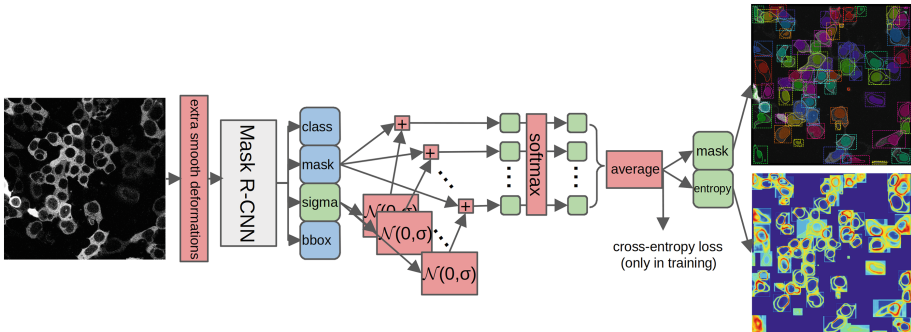 extra smooth deformations
Mask R-CNN
class
mask
sigma
bbox
+
+
+
N(0,σ)
N(0,σ)
N(0,σ)
softmax
average
cross-entropy loss
(only in training)
mask
entropy